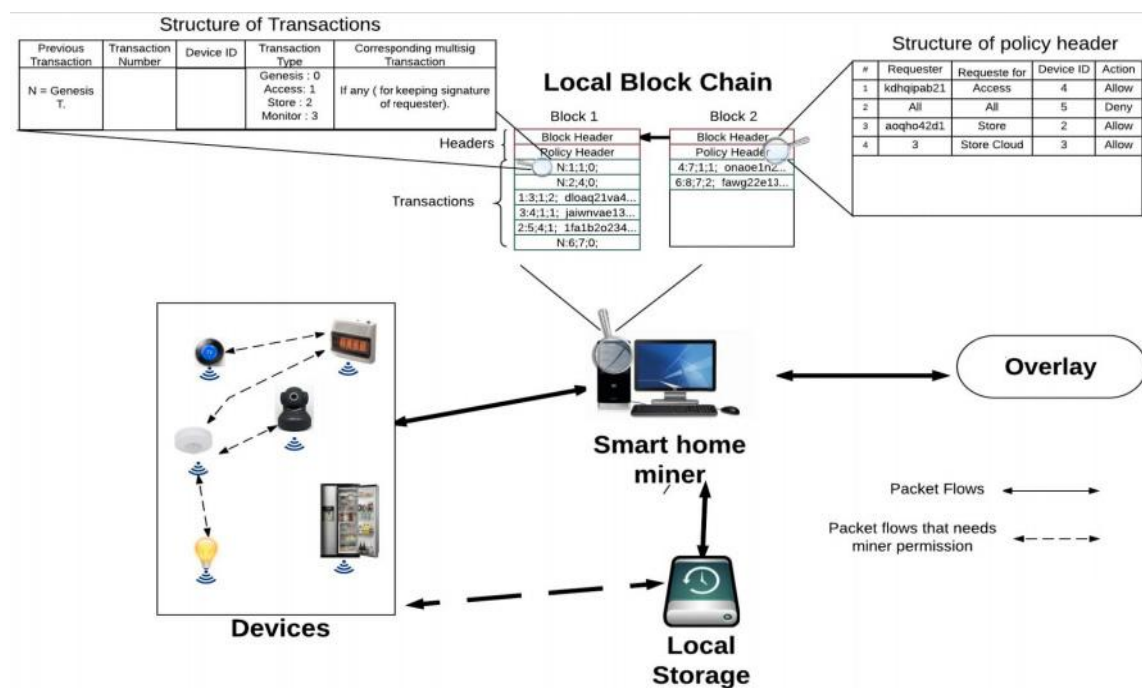 Structure of Transactions
Previous Transaction
Transaction Number
Device ID
Transaction Type
Corresponding multisig Transaction
N = Genesis T.
Genesis : 0
Access: 1
Store : 2
Monitor : 3
If any ( for keeping signature of requester).
Structure of policy header
# Requester Requeste for Device ID Action
1 kdhqipab21 Access 4 Allow
2 All All 5 Deny
3 aoqho42d1 Store 2 Allow
4 3 Store Cloud 3 Allow
Local Block Chain
Block 1
Block 2
Headers
Transactions
Block Header
Policy Header
N:1;1;0;
N:2;4;0;
1:3;1;2; dloaq21va4...
3:4;1;1; jaiwnvae13...
2:5;4;1; 1fa1b2o234...
N:6;7;0;
Block Header
Policy Header
4:7;1;1; onaoe1n2...
6:8;7;2; fawg22e13...
Smart home
miner
Overlay
Packet Flows
Packet flows that needs
miner permission
Devices
Local
Storage